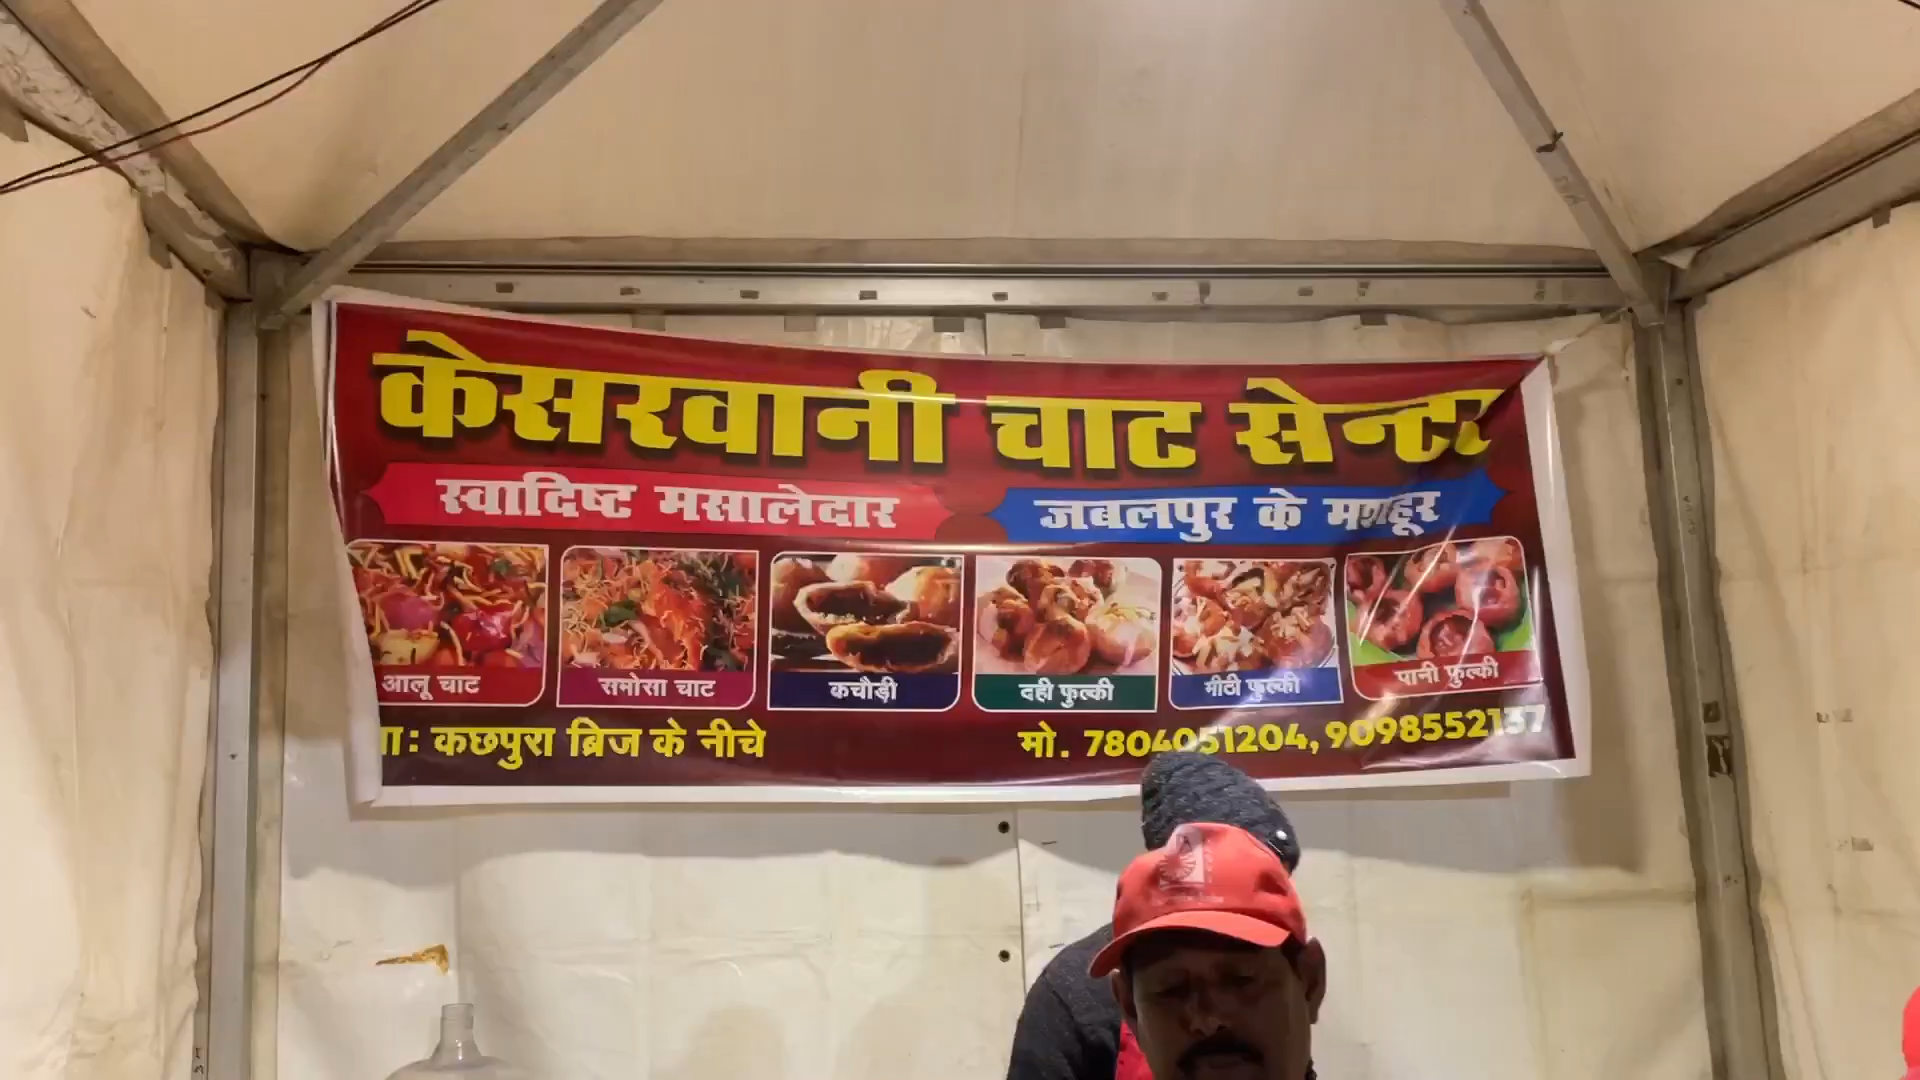 केसरवानी चाट सेन्टर
स्वादिष्ट मसालेदार
जबलपुर के मशहूर
आलू चाट
समोसा चाट
कचौड़ी
दही फुल्की
मीठी फुल्की
पानी फुल्की
कछपुरा ब्रिज के नीचे
मो. 7804051204, 9098552137